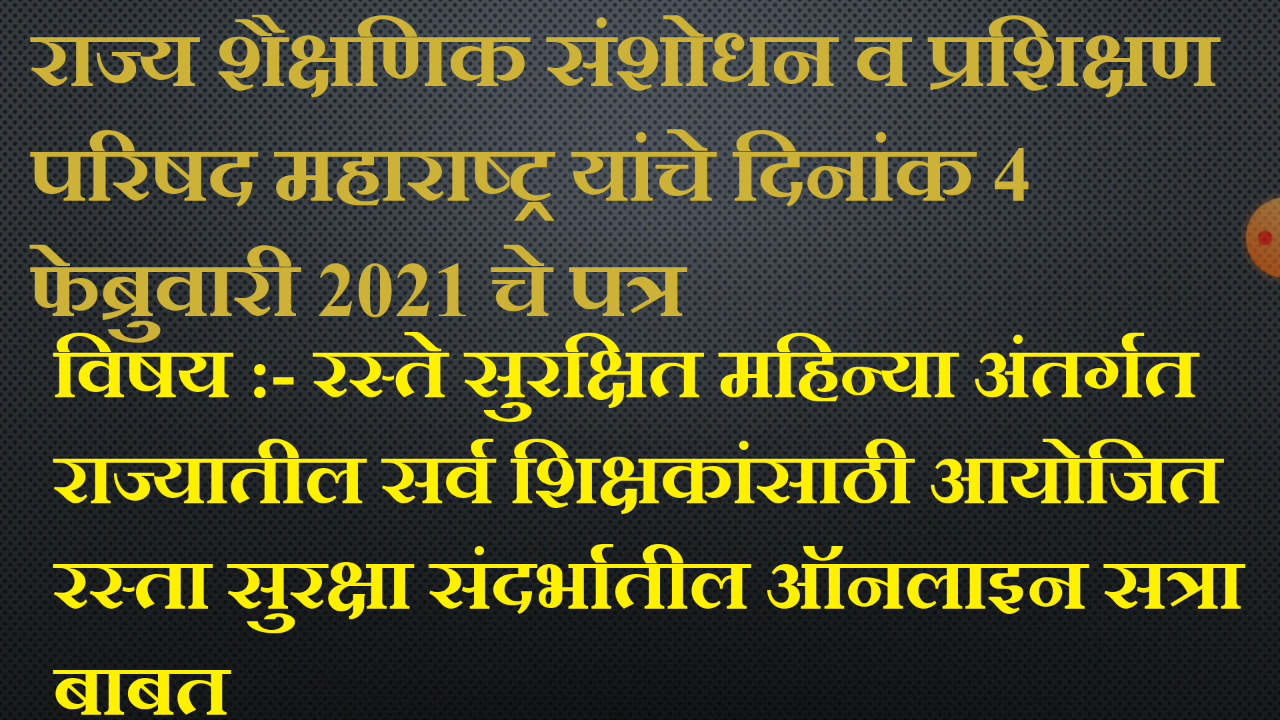 राज्य शैक्षणिक संशोधन व प्रशिक्षण
परिषद महाराष्ट्र यांचे दिनांक 4
फेब्रुवारी 2021 चे पत्र
विषय :- रस्ते सुरक्षित महिन्या अंतर्गत
राज्यातील सर्व शिक्षकांसाठी आयोजित
रस्ता सुरक्षा संदर्भातील ऑनलाइन सत्रा
बाबत